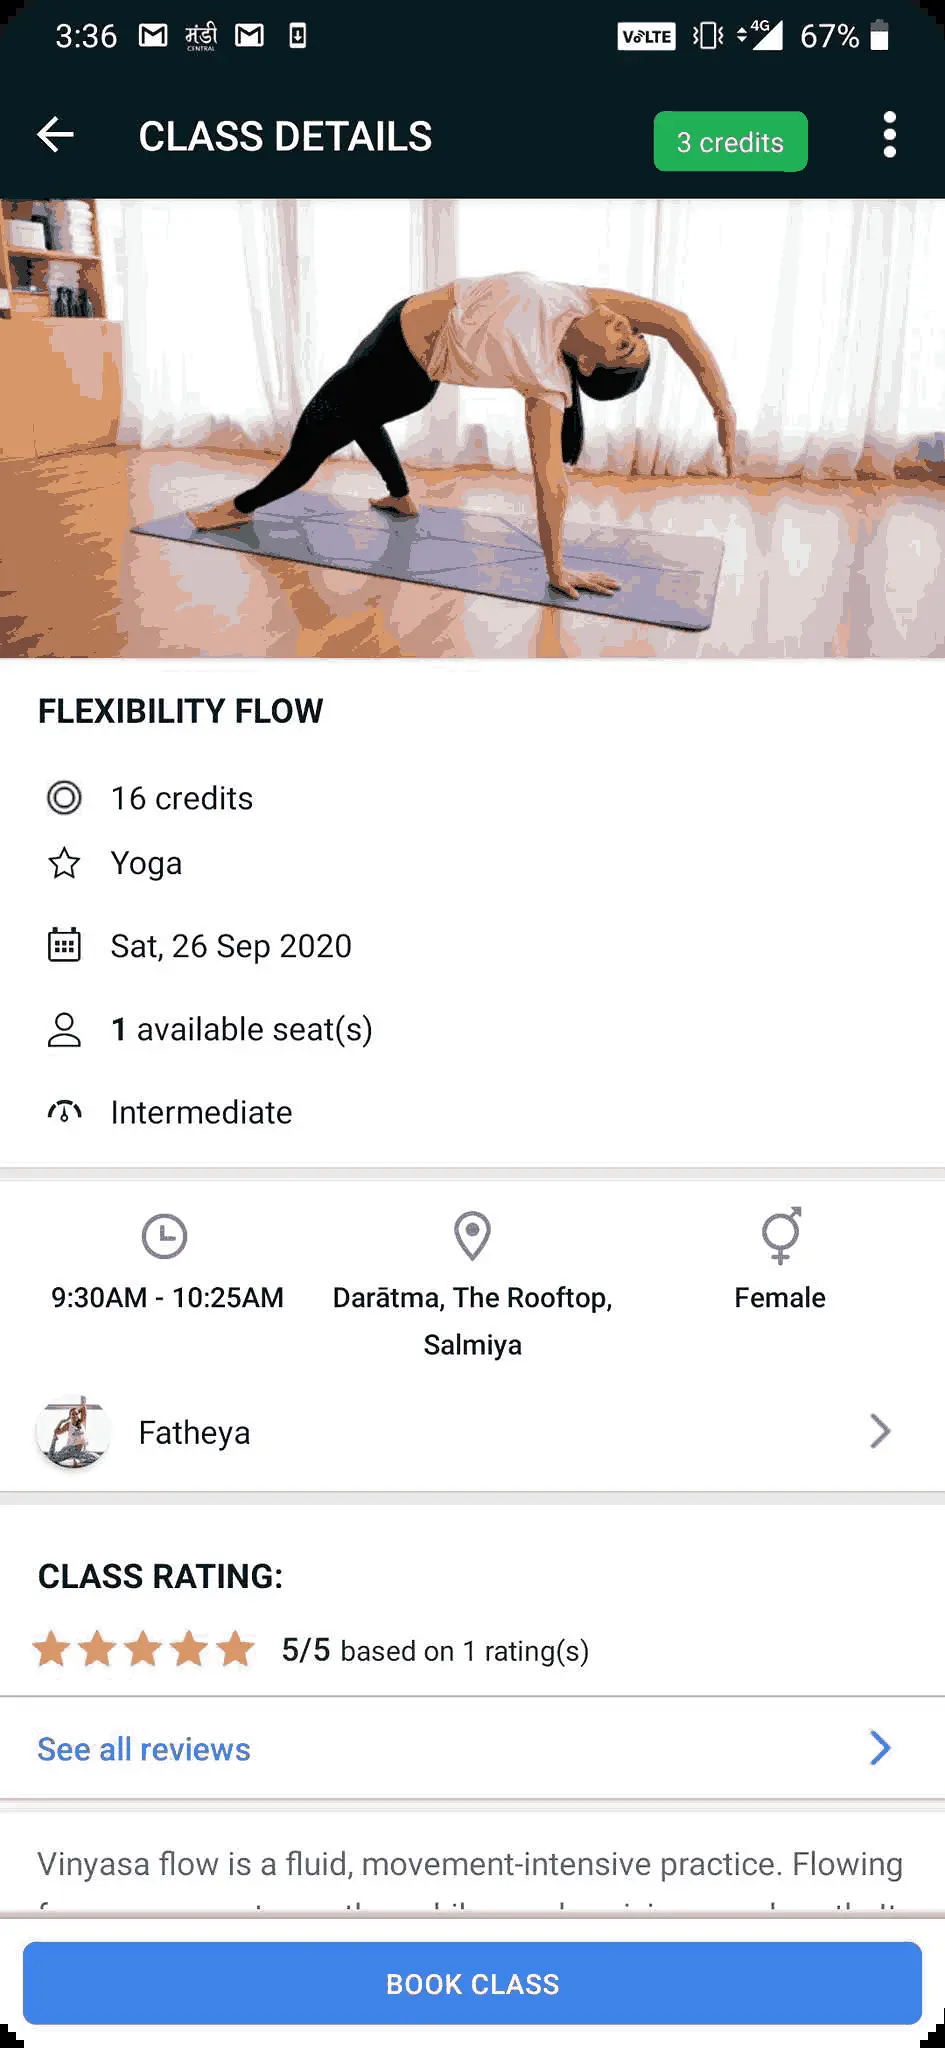 3:36 मंडी CENTRAL VoLTE 4G 67%
CLASS DETAILS 3 credits
FLEXIBILITY FLOW
16 credits
Yoga
Sat, 26 Sep 2020
1 available seat(s)
Intermediate
9:30AM - 10:25AM Darātma, The Rooftop, Female
Salmiya
Fatheya
CLASS RATING:
5/5 based on 1 rating(s)
See all reviews
Vinyasa flow is a fluid, movement-intensive practice. Flowing
BOOK CLASS